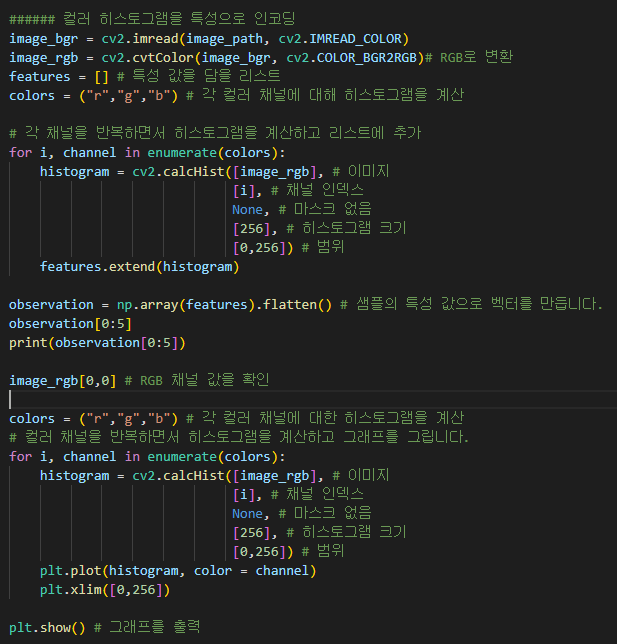 ###### 컬러 히스토그램을 특성으로 인코딩
image_bgr = cv2.imread(image_path, cv2.IMREAD_COLOR)
image_rgb = cv2.cvtColor(image_bgr, cv2.COLOR_BGR2RGB)# RGB로 변환
features = [] # 특성 값을 담을 리스트
colors = ("r","g","b") # 각 컬러 채널에 대해 히스토그램을 계산
# 각 채널을 반복하면서 히스토그램을 계산하고 리스트에 추가
for i, channel in enumerate(colors):
    histogram = cv2.calcHist([image_rgb], # 이미지
                            [i], # 채널 인덱스
                            None, # 마스크 없음
                            [256], # 히스토그램 크기
                            [0,256]) # 범위
    features.extend(histogram)
observation = np.array(features).flatten() # 샘플의 특성 값으로 벡터를 만듭니다.
observation[0:5]
print(observation[0:5])
image_rgb[0,0] # RGB 채널 값을 확인
colors = ("r","g","b") # 각 컬러 채널에 대한 히스토그램을 계산
# 컬러 채널을 반복하면서 히스토그램을 계산하고 그래프를 그립니다.
for i, channel in enumerate(colors):
    histogram = cv2.calcHist([image_rgb], # 이미지
                            [i], # 채널 인덱스
                            None, # 마스크 없음
                            [256], # 히스토그램 크기
                            [0,256]) # 범위
    plt.plot(histogram, color = channel)
    plt.xlim([0,256])
plt.show() # 그래프를 출력